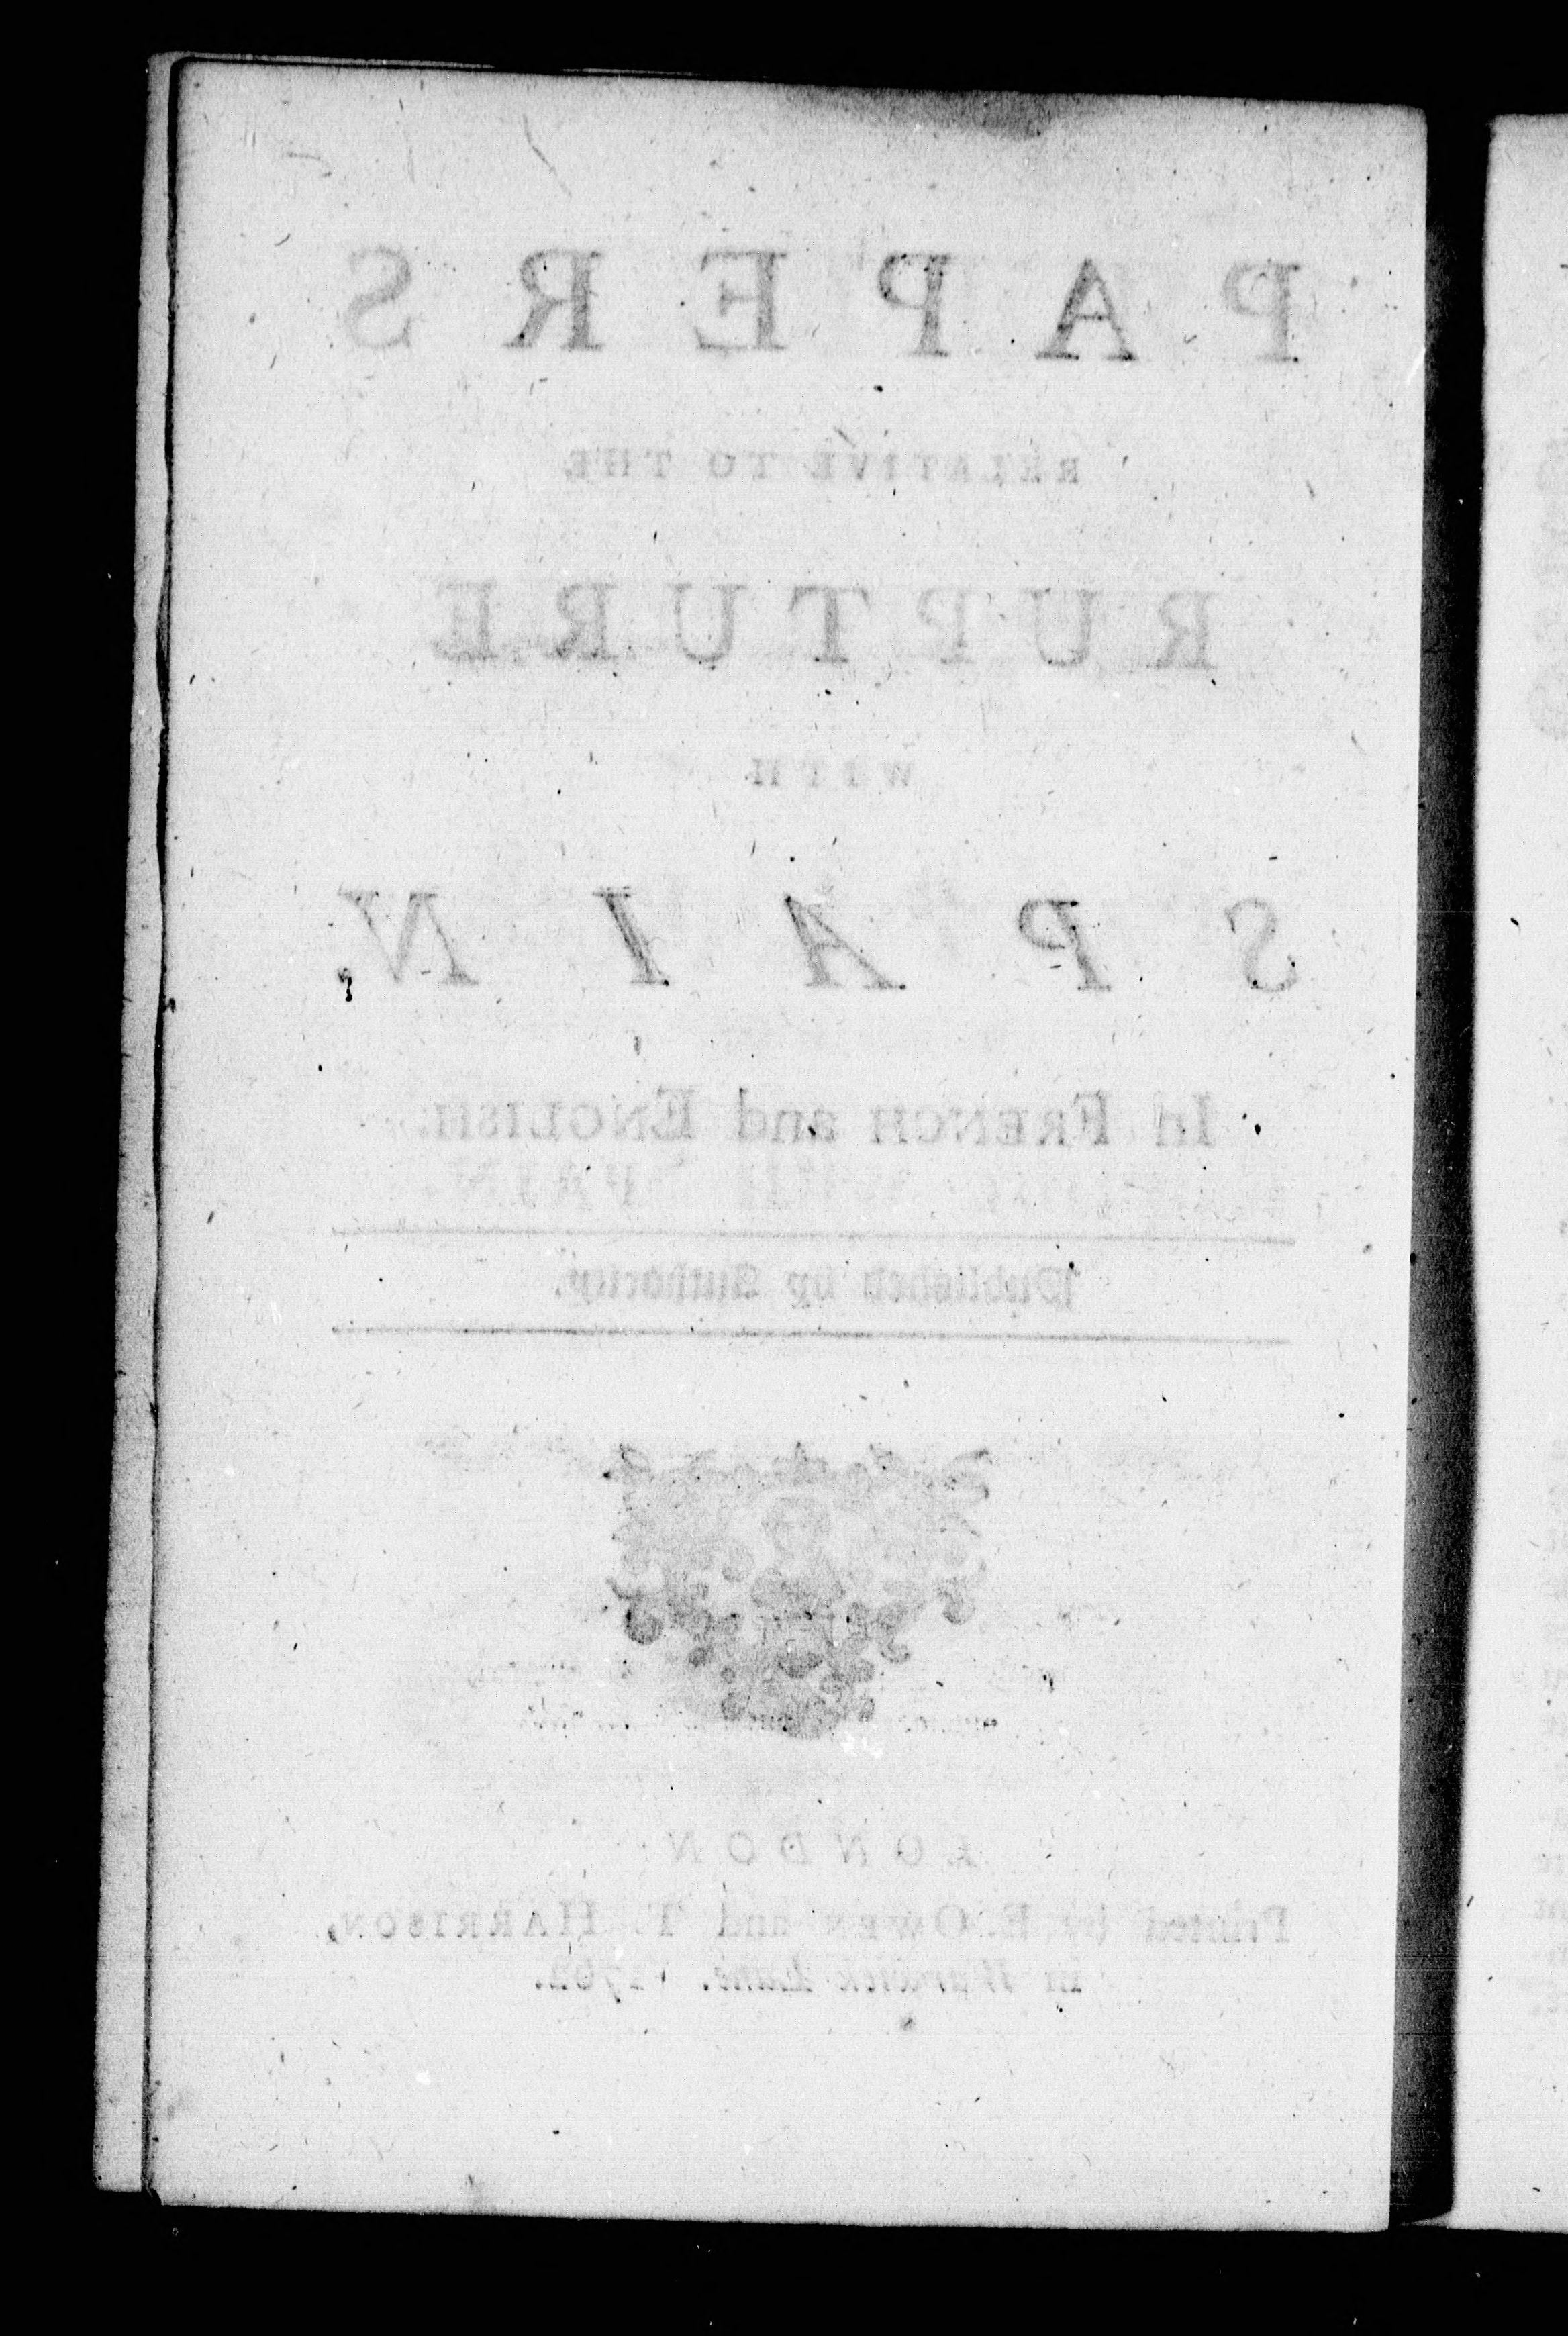 PAPERS
RELATIVE TO THE
RUPTURE
WITH
SPAIN,
In FRENCH and ENGLISH.
Published by Authority.
LONDON:
Printed by E. OWEN and T. HARRISON,
in Warwick Lane. 1762.